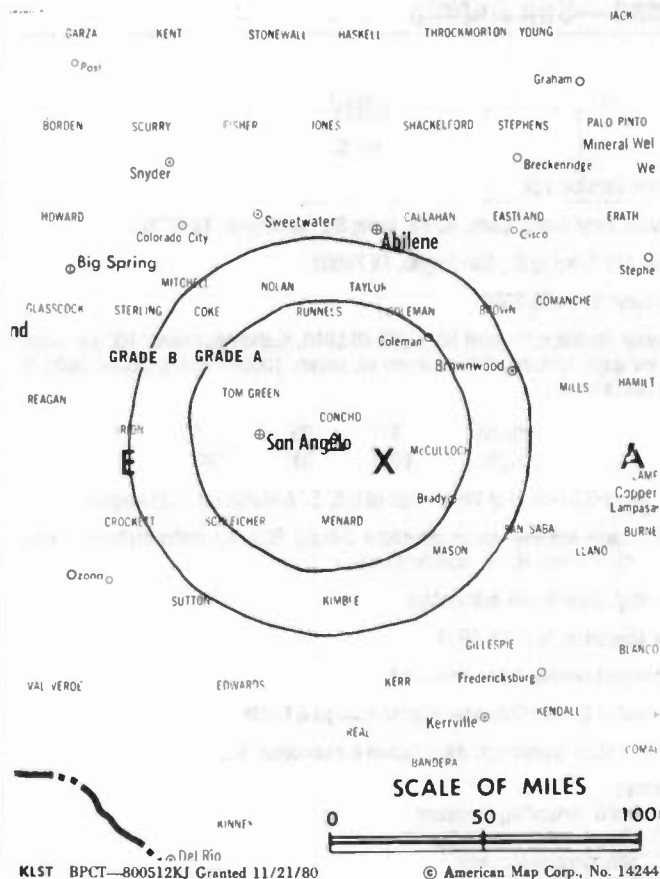 JACK
GARZA KENT STONEWALL HASKELL THROCKMORTON YOUNG
Post
Graham
BORDEN SCURRY FISHER JONES SHACKELFORD STEPHENS PALO PINTO
Mineral Wel
Snyder Breckenridge We
HOWARD Sweetwater CALLAHAN EASTLAND ERATH
Colorado City Abilene Cisco
Big Spring Stephe
MITCHELL NOLAN TAYLOR
GLASSCOCK STERLING COKE RUNNELS COLEMAN BROWN COMANCHE
nd Coleman
GRADE B GRADE A Brownwood
REAGAN TOM GREEN MILLS HAMILT
IRION CONCHO
San Angelo McCULLOCH
E X A
LAMP
Brady Copper
Lampasa
CROCKETT SCHLEICHER MENARD SAN SABA BURNE
MASON LLANO
Ozona
SUTTON KIMBLE
GILLESPIE BLANCO
VAL VERDE EDWARDS KERR Fredericksburg
REAL Kerrville KENDALL
BANDERA COMAL
SCALE OF MILES
KINNEY 0 50 100
Del Rio
KLST BPCT—800512KJ Granted 11/21/80 © American Map Corp., No. 14244